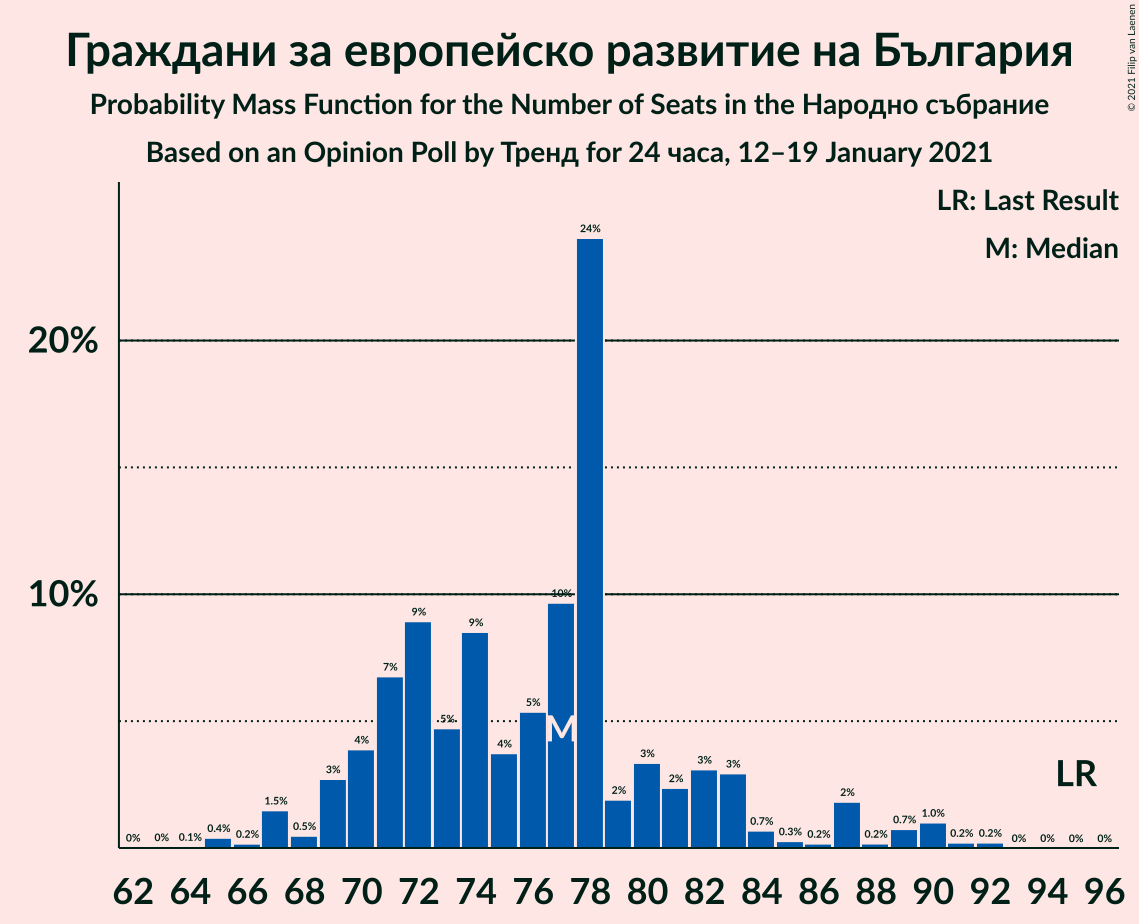 Граждани за европейско развитие на България
Probability Mass Function for the Number of Seats in the Народно събрание
Based on an Opinion Poll by Тренд for 24 часа, 12–19 January 2021
© 2021 Filip van Laenen
LR: Last Result
M: Median
24%
20%
10%
10%
9%
9%
7%
5%
5%
M
4%
4%
3%
3%
3%
3%
LR
2%
2%
2%
1.5%
1.0%
0.7%
0.7%
0.5%
0.4%
0.3%
0% 0% 0.1% 0.2% 0.2% 0.2% 0.2% 0.2% 0% 0% 0% 0%
62 64 66 68 70 72 74 76 78 80 82 84 86 88 90 92 94 96